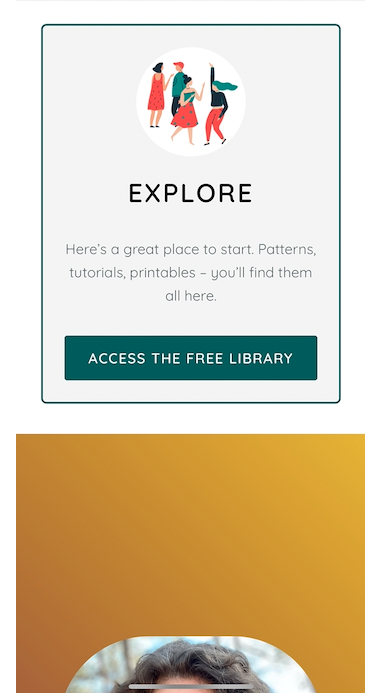 EXPLORE
Here's a great place to start. Patterns,
tutorials, printables – you'll find them
all here.
ACCESS THE FREE LIBRARY